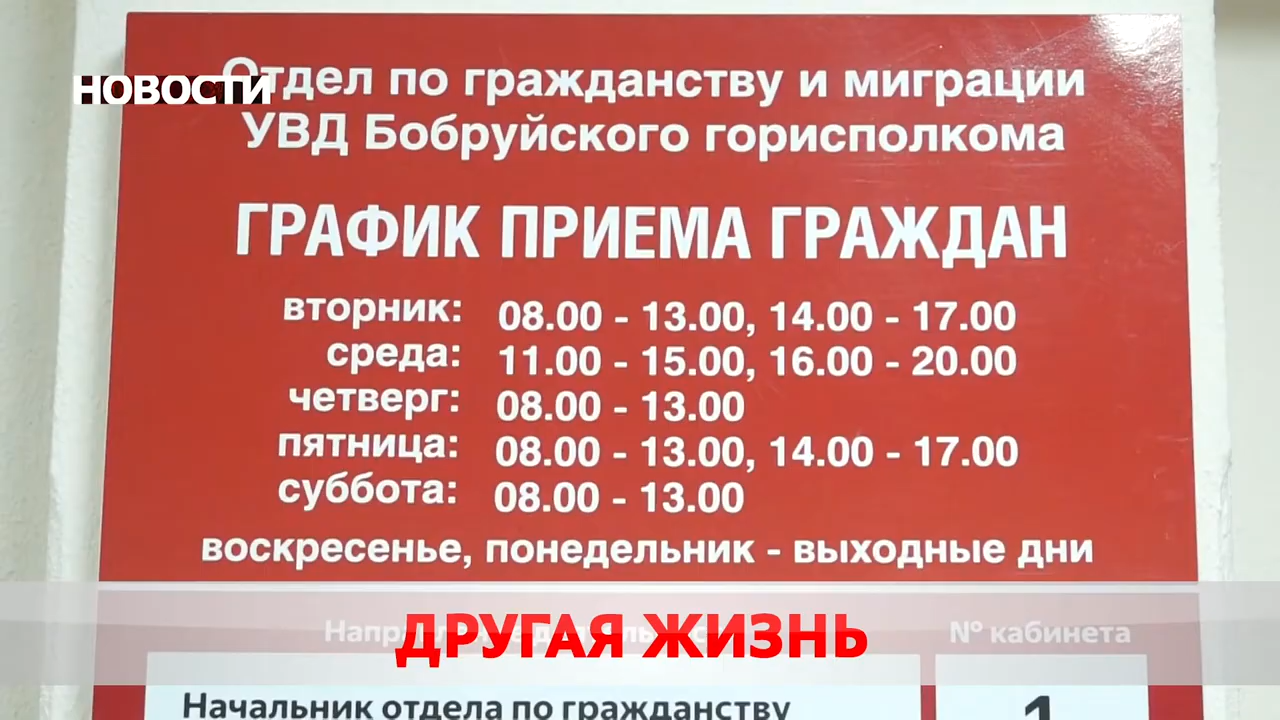 НОВОСТИ
Отдел по гражданству и миграции
УВД Бобруйского горисполкома
ГРАФИК ПРИЕМА ГРАЖДАН
вторник: 08.00 - 13.00, 14.00 - 17.00
среда: 11.00 - 15.00, 16.00 - 20.00
четверг: 08.00 - 13.00
пятница: 08.00 - 13.00, 14.00 - 17.00
суббота: 08.00 - 13.00
воскресенье, понедельник - выходные дни
№ кабинета
ДРУГАЯ ЖИЗНЬ
Начальник отдела по гражданству
1